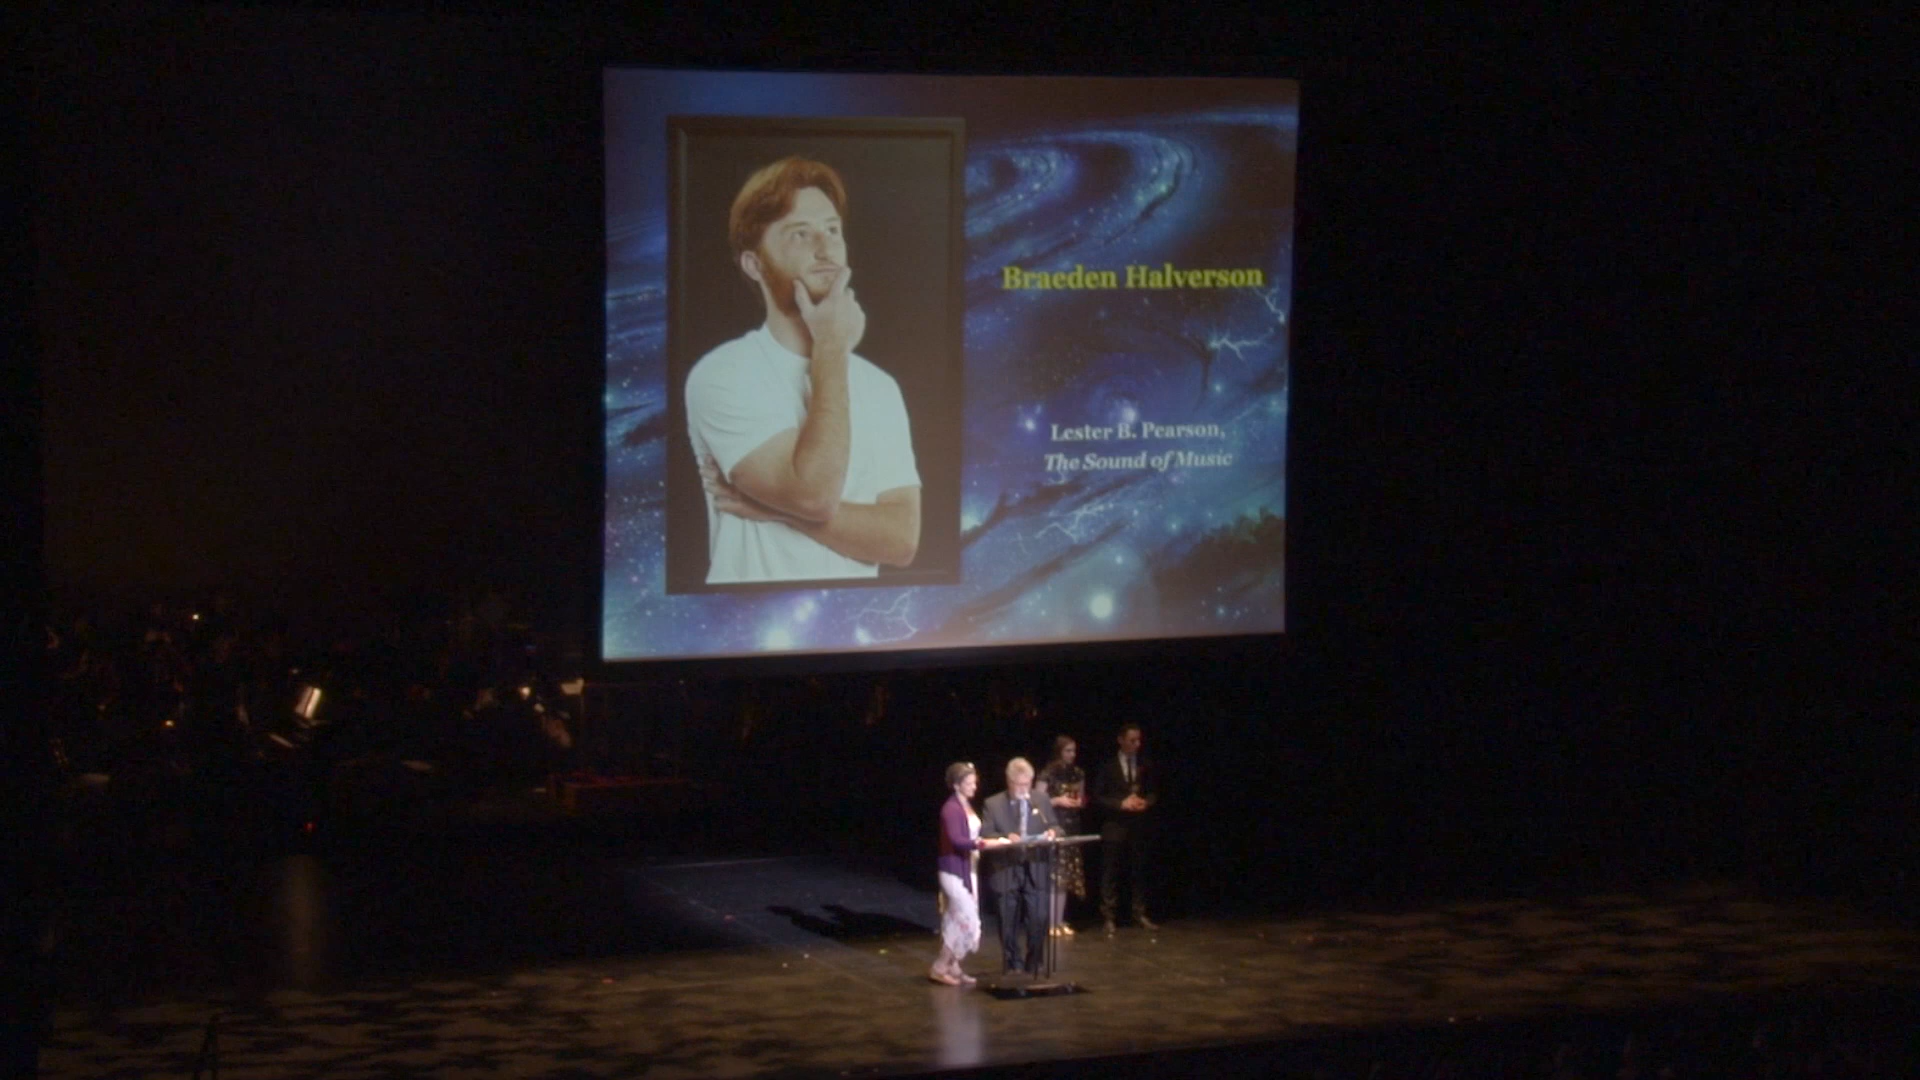 Braeden Halverson
Lester B. Pearson,
The Sound of Music